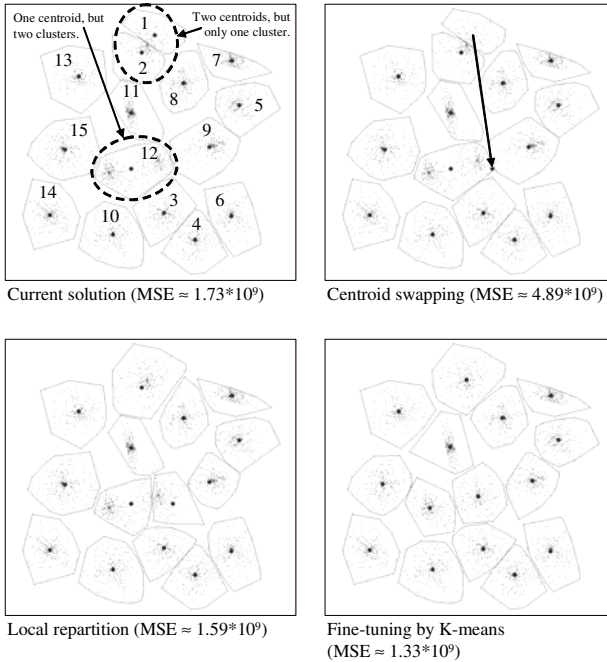 One centroid, but
two clusters.
Two centroids, but
only one cluster.
1
2
13
7
11
8
5
15
9
12
14
3
6
10
4
Current solution (MSE ≈ 1.73*10⁹)
Centroid swapping (MSE ≈ 4.89*10⁹)
Local repartition (MSE ≈ 1.59*10⁹)
Fine-tuning by K-means
(MSE ≈ 1.33*10⁹)